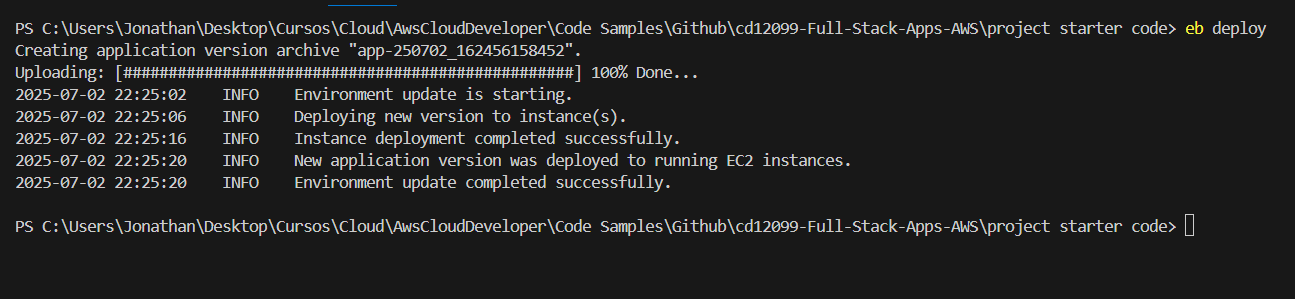 PS C:\Users\Jonathan\Desktop\Cursos\Cloud\AwsCloudDeveloper\Code Samples\Github\cd12099-Full-Stack-Apps-AWS\project starter code> eb deploy
Creating application version archive "app-250702_162456158452".
Uploading: [##################################################] 100% Done...
2025-07-02 22:25:02    INFO    Environment update is starting.
2025-07-02 22:25:06    INFO    Deploying new version to instance(s).
2025-07-02 22:25:16    INFO    Instance deployment completed successfully.
2025-07-02 22:25:20    INFO    New application version was deployed to running EC2 instances.
2025-07-02 22:25:20    INFO    Environment update completed successfully.
PS C:\Users\Jonathan\Desktop\Cursos\Cloud\AwsCloudDeveloper\Code Samples\Github\cd12099-Full-Stack-Apps-AWS\project starter code>